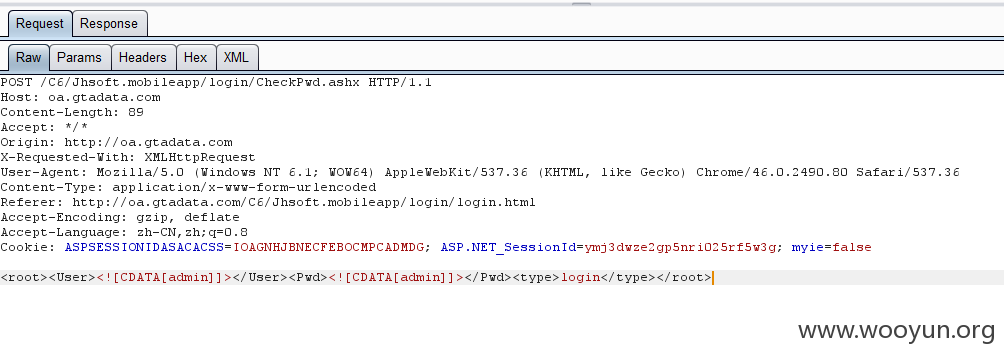 Request Response
Raw Params Headers Hex XML
POST /C6/Jhsoft.mobileapp/login/CheckPwd.ashx HTTP/1.1
Host: oa.gtadata.com
Content-Length: 89
Accept: */*
Origin: http://oa.gtadata.com
X-Requested-With: XMLHttpRequest
User-Agent: Mozilla/5.0 (Windows NT 6.1; WOW64) AppleWebKit/537.36 (KHTML, like Gecko) Chrome/46.0.2490.80 Safari/537.36
Content-Type: application/x-www-form-urlencoded
Referer: http://oa.gtadata.com/C6/Jhsoft.mobileapp/login/login.html
Accept-Encoding: gzip, deflate
Accept-Language: zh-CN,zh;q=0.8
Cookie: ASPSESSIONIDASACACSS=IOAGNHJBNECFEBOCMPCADMDG; ASP.NET_SessionId=ymj3dwze2gp5nri025rf5w3g; myie=false
<root><User><![CDATA[admin]]></User><Pwd><![CDATA[admin]]></Pwd><type>login</type></root>
www.wooyun.org